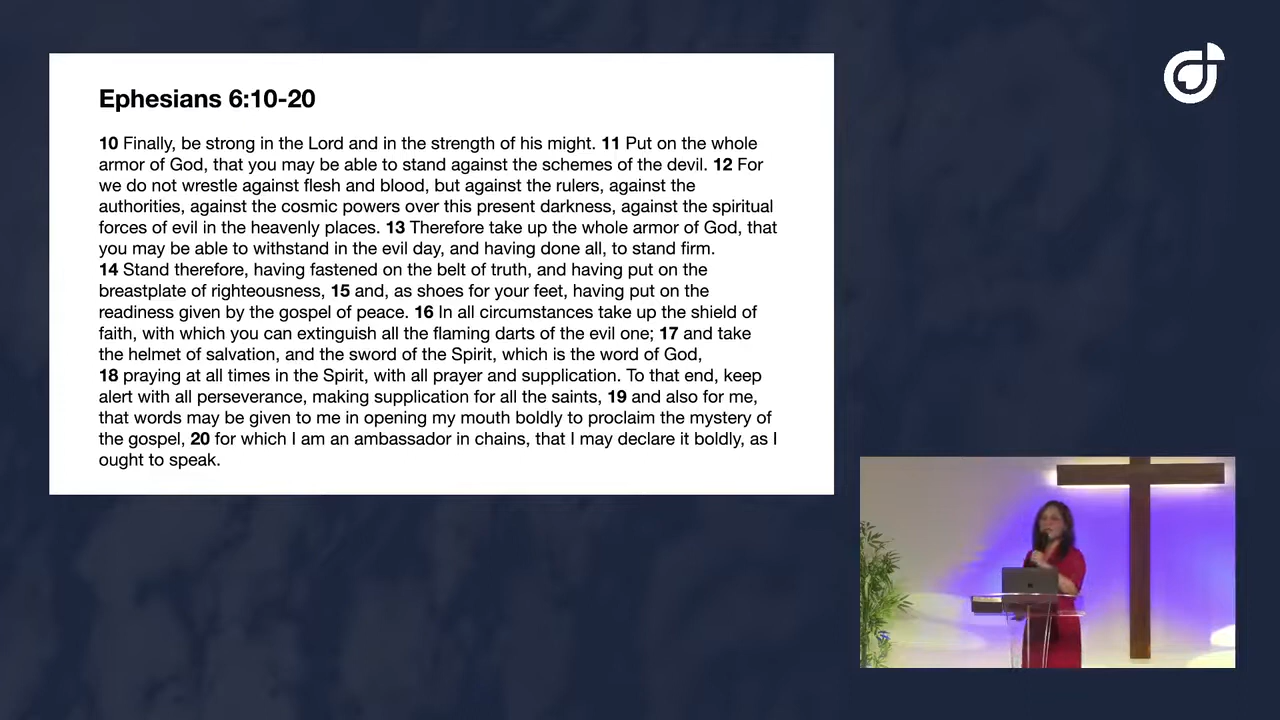 Ephesians 6:10-20
10 Finally, be strong in the Lord and in the strength of his might. 11 Put on the whole
armor of God, that you may be able to stand against the schemes of the devil. 12 For
we do not wrestle against flesh and blood, but against the rulers, against the
authorities, against the cosmic powers over this present darkness, against the spiritual
forces of evil in the heavenly places. 13 Therefore take up the whole armor of God, that
you may be able to withstand in the evil day, and having done all, to stand firm.
14 Stand therefore, having fastened on the belt of truth, and having put on the
breastplate of righteousness, 15 and, as shoes for your feet, having put on the
readiness given by the gospel of peace. 16 In all circumstances take up the shield of
faith, with which you can extinguish all the flaming darts of the evil one; 17 and take
the helmet of salvation, and the sword of the Spirit, which is the word of God,
18 praying at all times in the Spirit, with all prayer and supplication. To that end, keep
alert with all perseverance, making supplication for all the saints, 19 and also for me,
that words may be given to me in opening my mouth boldly to proclaim the mystery of
the gospel, 20 for which I am an ambassador in chains, that I may declare it boldly, as I
ought to speak.